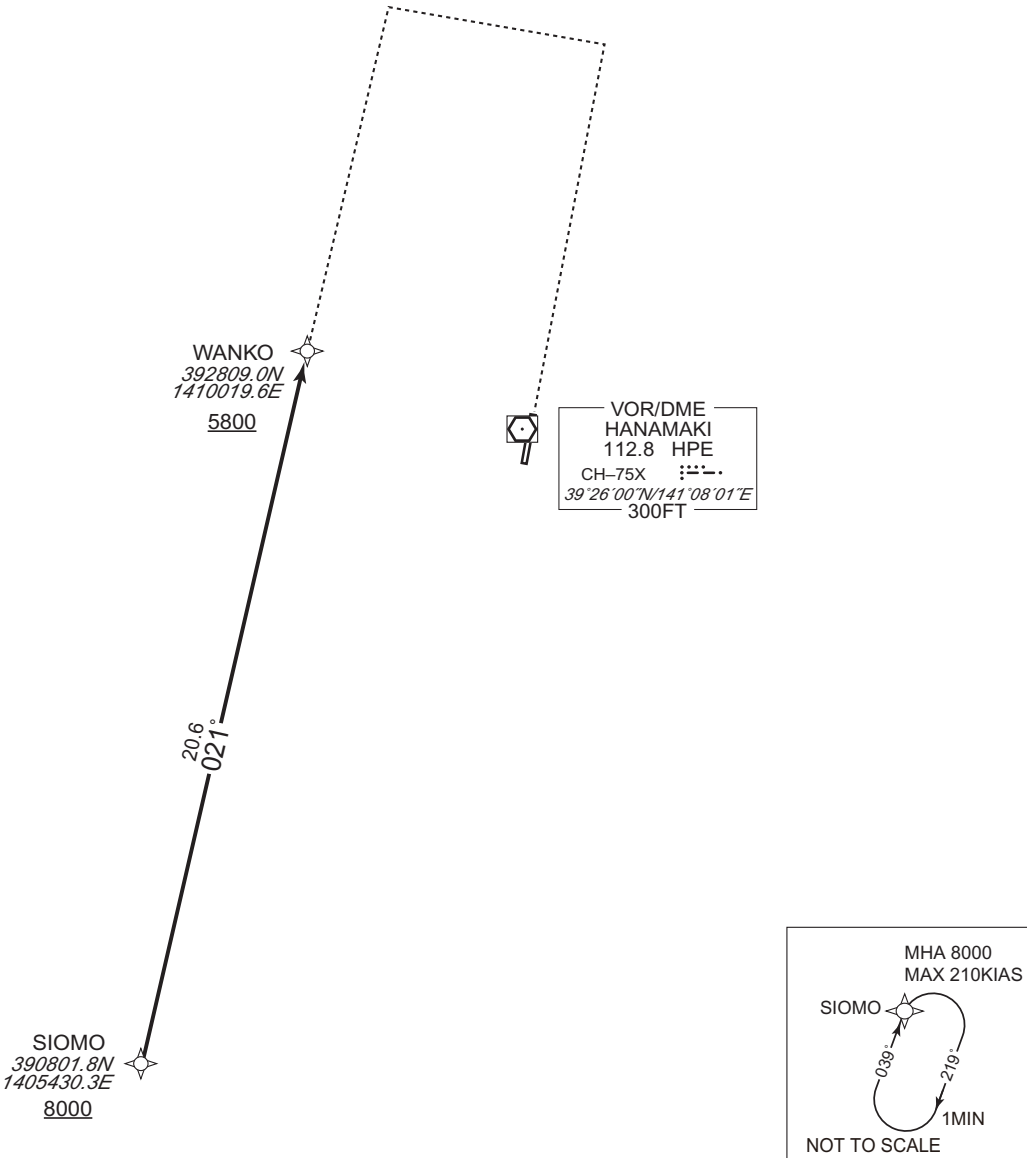 WANKO
392809.0N
1410019.6E
5800
VOR/DME
HANAMAKI
112.8 HPE
CH–75X
39°26´00˝N/141°08´01˝E
300FT
20.6
021°
SIOMO
390801.8N
1405430.3E
8000
MHA 8000
MAX 210KIAS
SIOMO
039°
219°
1MIN
NOT TO SCALE